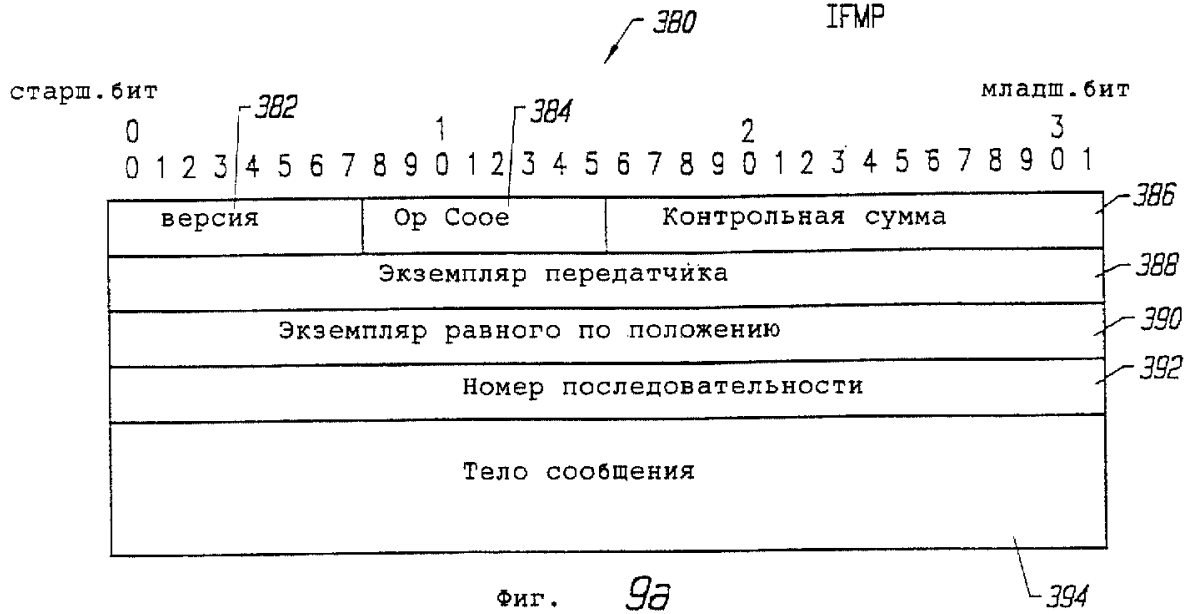 380 IFMP
старш.бит младш.бит
382 384
0 1 2 3
0 1 2 3 4 5 6 7 8 9 0 1 2 3 4 5 6 7 8 9 0 1 2 3 4 5 6 7 8 9 0 1
версия Op Cooe Контрольная сумма 386
Экземпляр передатчика 388
Экземпляр равного по положению 390
Номер последовательности 392
Тело сообщения
Фиг. 9a 394